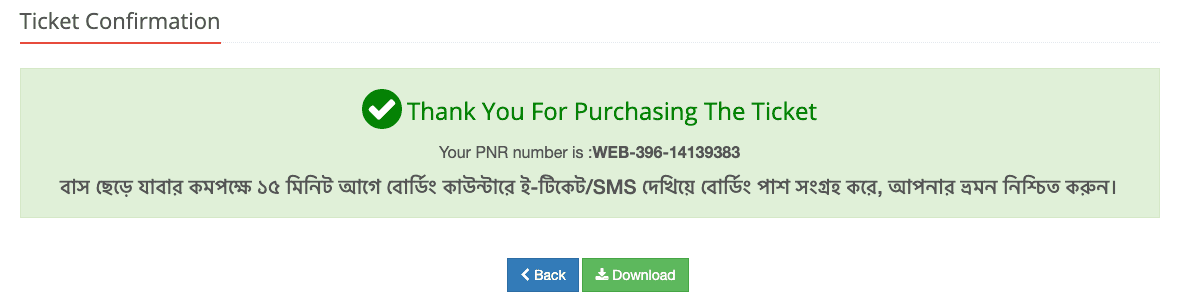 Ticket Confirmation
Thank You For Purchasing The Ticket
Your PNR number is :WEB-396-14139383
বাস ছেড়ে যাবার কমপক্ষে ১৫ মিনিট আগে বোর্ডিং কাউন্টারে ই-টিকেট/SMS দেখিয়ে বোর্ডিং পাশ সংগ্রহ করে, আপনার ভ্রমন নিশ্চিত করুন।
Back Download